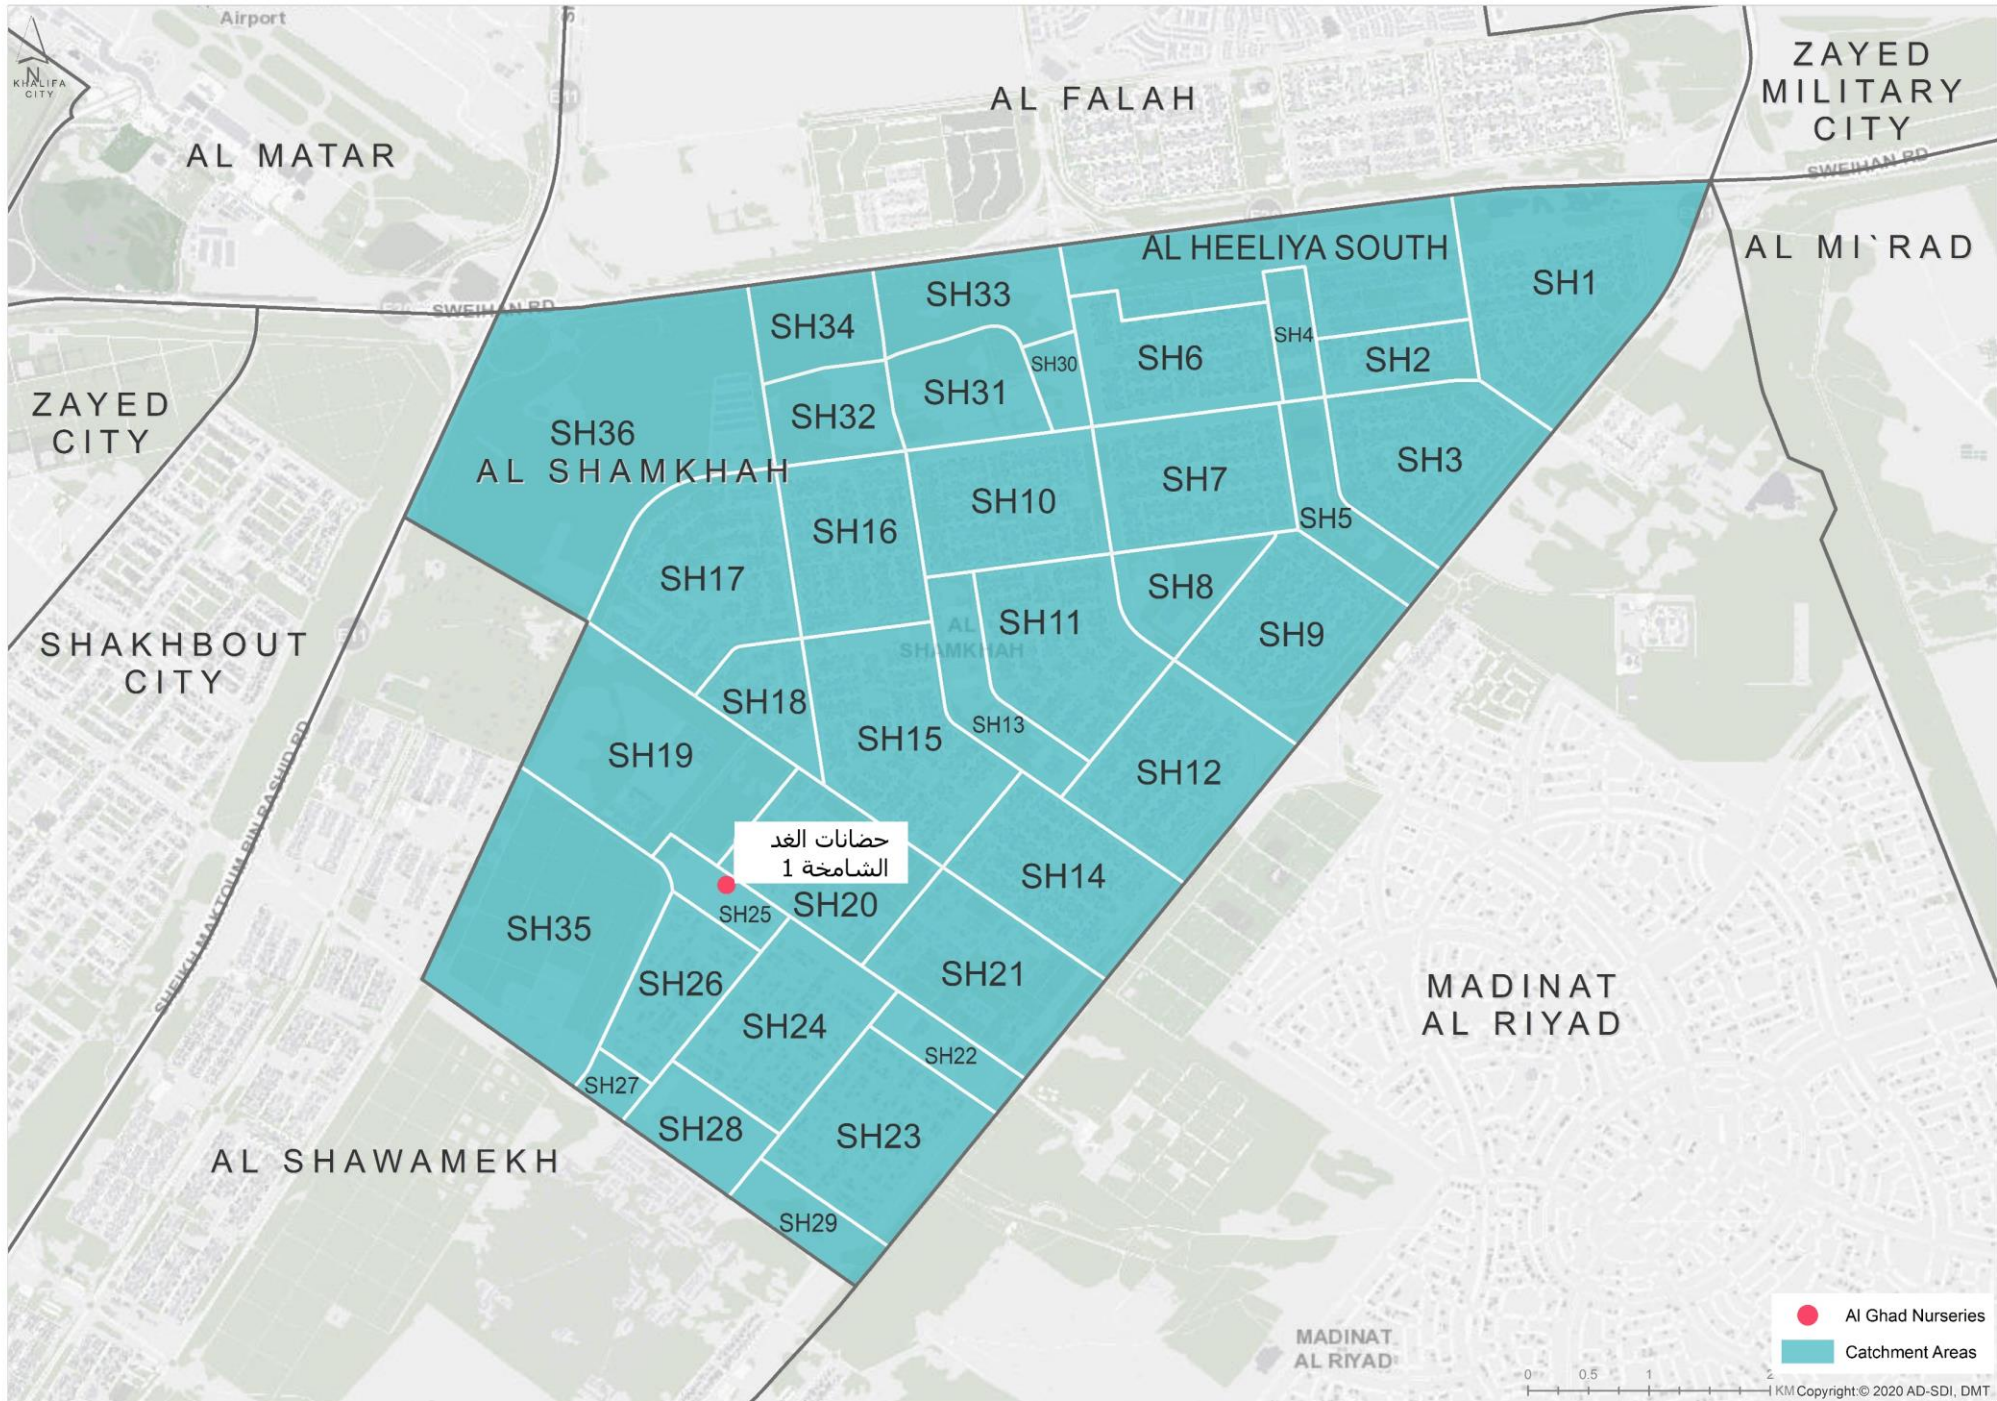 Airport
N
KHALIFA
CITY
AL MATAR
AL FALAH
ZAYED
MILITARY
CITY
SWEIHAN RD
AL MI`RAD
AL HEELIYA SOUTH
SH1
SH33
SH34
SWEIHAN RD
SH4
SH6
SH2
SH30
SH31
SH32
ZAYED
CITY
SH36
AL SHAMKHAH
SH3
SH7
SH10
SH5
SH16
SH17
SH8
SH11
SH9
AL
SHAMKHAH
SHAKHBOUT
CITY
SH18
SH13
SH15
SH19
SH12
SHEIKH MAKTOUM BIN RASHID RD
حضانات الغد
الشامخة 1
SH14
SH20
SH25
SH35
SH21
SH26
MADINAT
AL RIYAD
SH24
SH22
SH27
SH28
SH23
AL SHAWAMEKH
SH29
MADINAT
AL RIYAD
Al Ghad Nurseries
Catchment Areas
0 0.5 1 2
KM Copyright:© 2020 AD-SDI, DMT